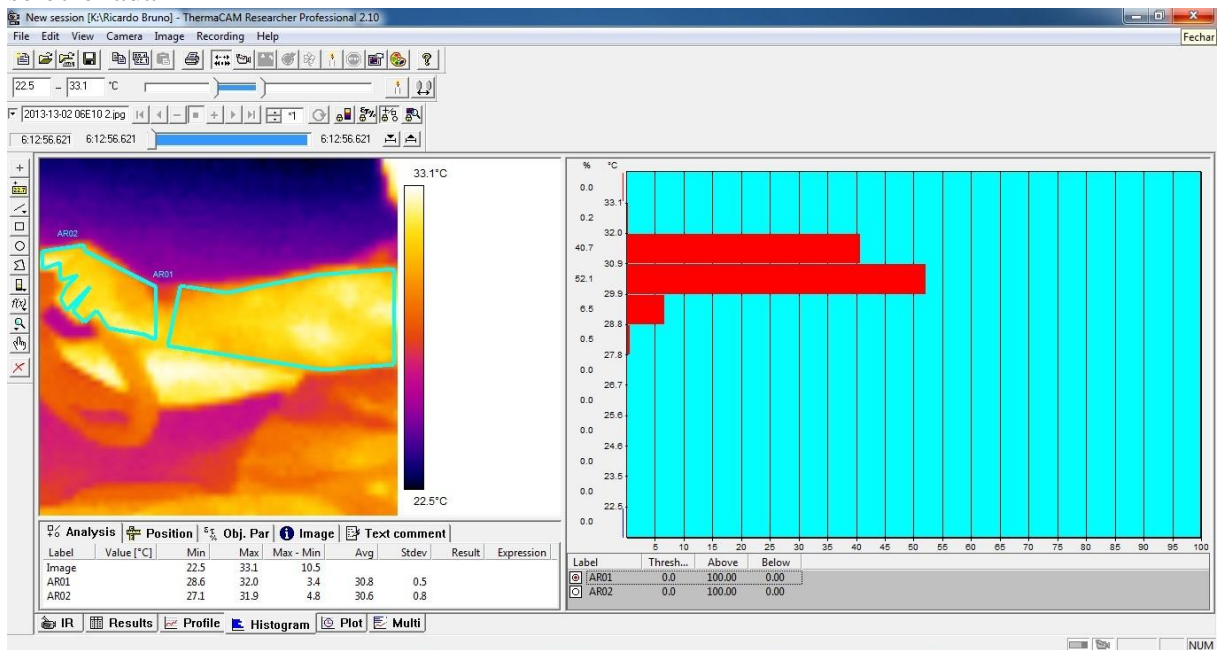 New session [K:\Ricardo Bruno] - ThermaCAM Researcher Professional 2.10
File Edit View Camera Image Recording Help
Fechar
22.5 - 33.1 °C
2013-13-02 06E10 2.jpg
6:12:56.621 6:12:56.621 6:12:56.621
33.1°C
AR02
AR01
22.5°C
% °C
0.0
33.1
0.2
32.0
40.7
30.9
52.1
29.9
6.5
28.8
0.5
27.8
0.0
26.7
0.0
25.6
0.0
24.6
0.0
23.5
0.0
22.5
0.0
5 10 15 20 25 30 35 40 45 50 55 60 65 70 75 80 85 90 95 100
Analysis Position Obj. Par Image Text comment
Label Value [°C] Min Max Max - Min Avg Stdev Result Expression
Image 22.5 33.1 10.5
AR01 28.6 32.0 3.4 30.8 0.5
AR02 27.1 31.9 4.8 30.6 0.8
Label Thresh... Above Below
AR01 0.0 100.00 0.00
AR02 0.0 100.00 0.00
IR Results Profile Histogram Plot Multi
NUM